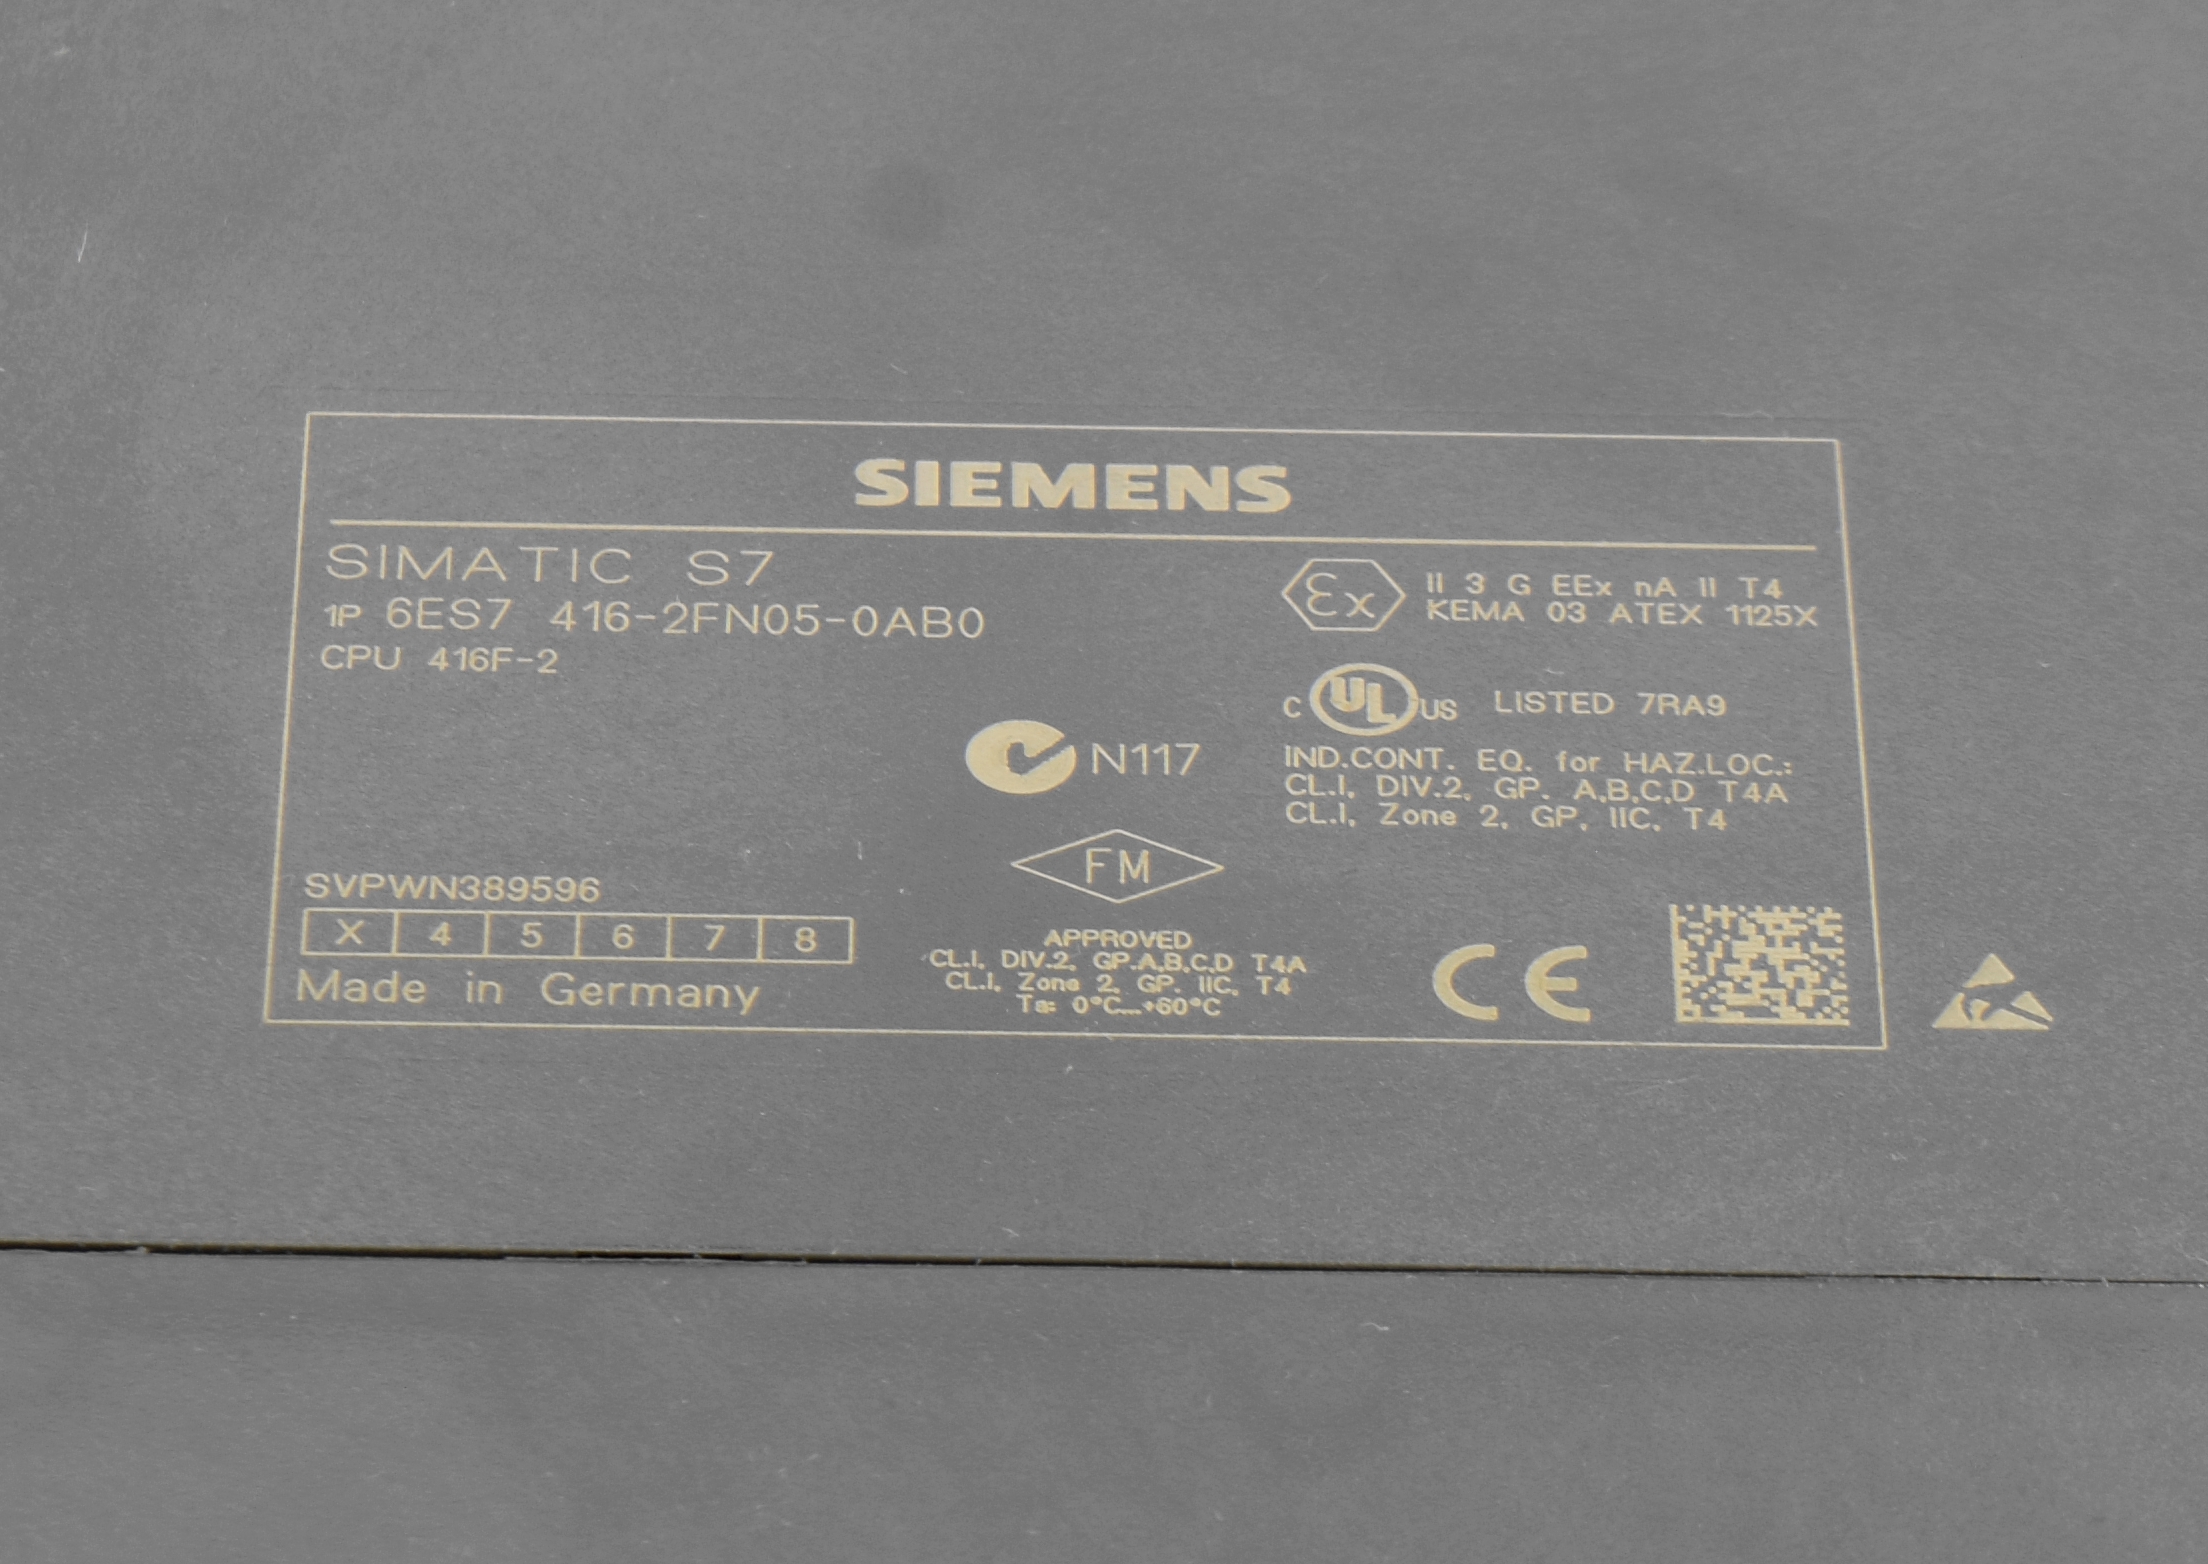 SIEMENS
SIMATIC S7
1P 6ES7 416-2FN05-0AB0
CPU 416F-2
Ex
II 3 G EEx nA II T4
KEMA 03 ATEX 1125X
C UL US LISTED 7RA9
N117
IND.CONT. EQ. for HAZ.LOC.:
CL.I, DIV.2, GP. A,B,C,D T4A
CL.I, Zone 2, GP. IIC, T4
FM
SVPWN389596
X 4 5 6 7 8
Made in Germany
APPROVED
CL.I, DIV.2, GP.A,B,C,D T4A
CL.I, Zone 2, GP. IIC, T4
Ta: 0°C...+60°C
CE